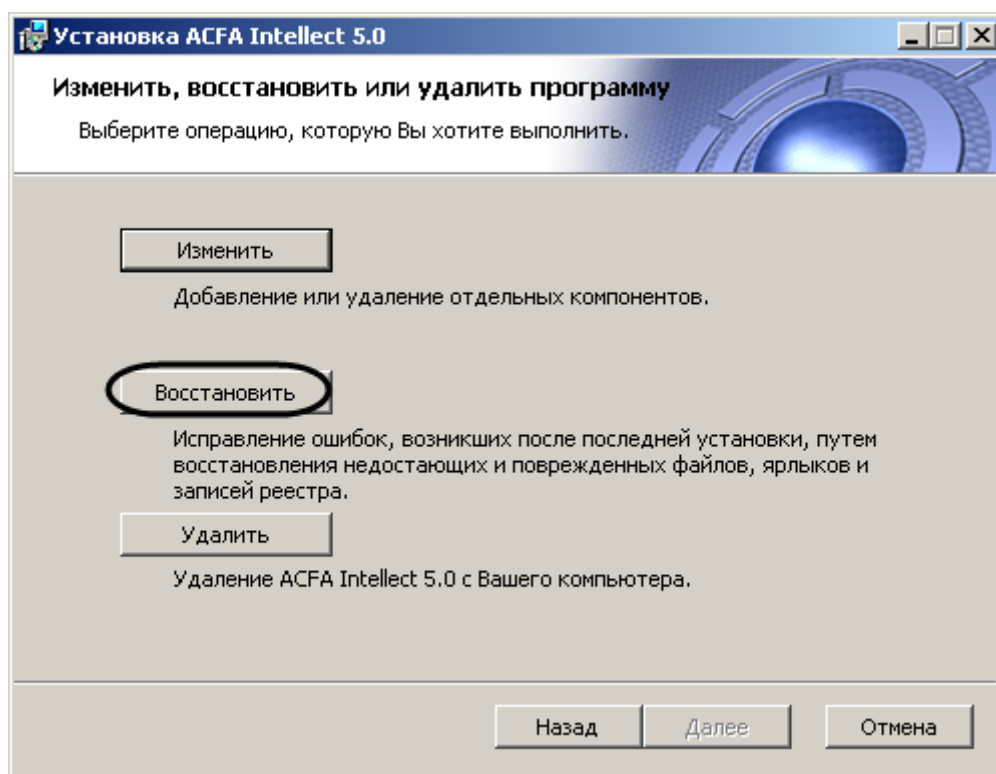 Установка ACFA Intellect 5.0
Изменить, восстановить или удалить программу
Выберите операцию, которую Вы хотите выполнить.
Изменить
Добавление или удаление отдельных компонентов.
Восстановить
Исправление ошибок, возникших после последней установки, путем
восстановления недостающих и поврежденных файлов, ярлыков и
записей реестра.
Удалить
Удаление ACFA Intellect 5.0 с Вашего компьютера.
Назад
Далее
Отмена